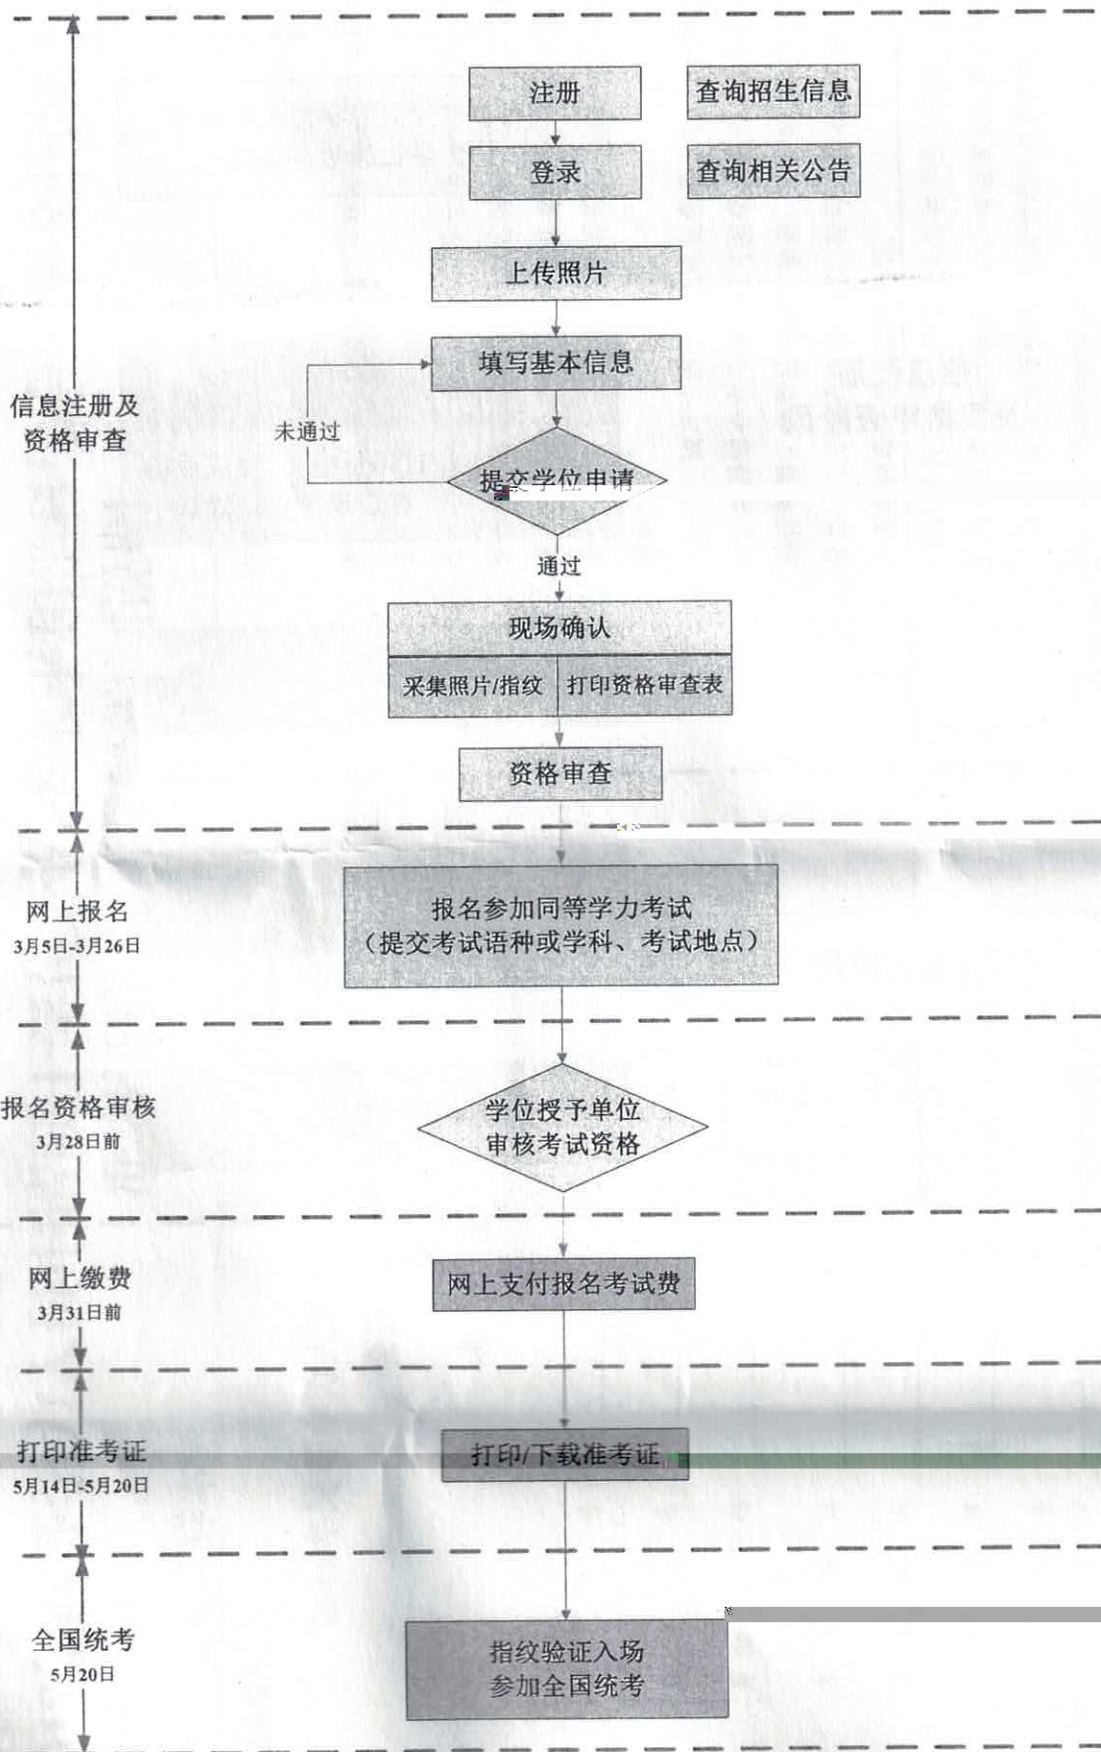 注册
查询招生信息
登录
查询相关公告
上传照片
填写基本信息
信息注册及
资格审查
未通过
提交学位申请
通过
现场确认
采集照片/指纹
打印资格审查表
资格审查
网上报名
3月5日-3月26日
报名参加同等学力考试
（提交考试语种或学科、考试地点）
报名资格审核
3月28日前
学位授予单位
审核考试资格
网上缴费
3月31日前
网上支付报名考试费
打印准考证
5月14日-5月20日
打印/下载准考证
全国统考
5月20日
指纹验证入场
参加全国统考